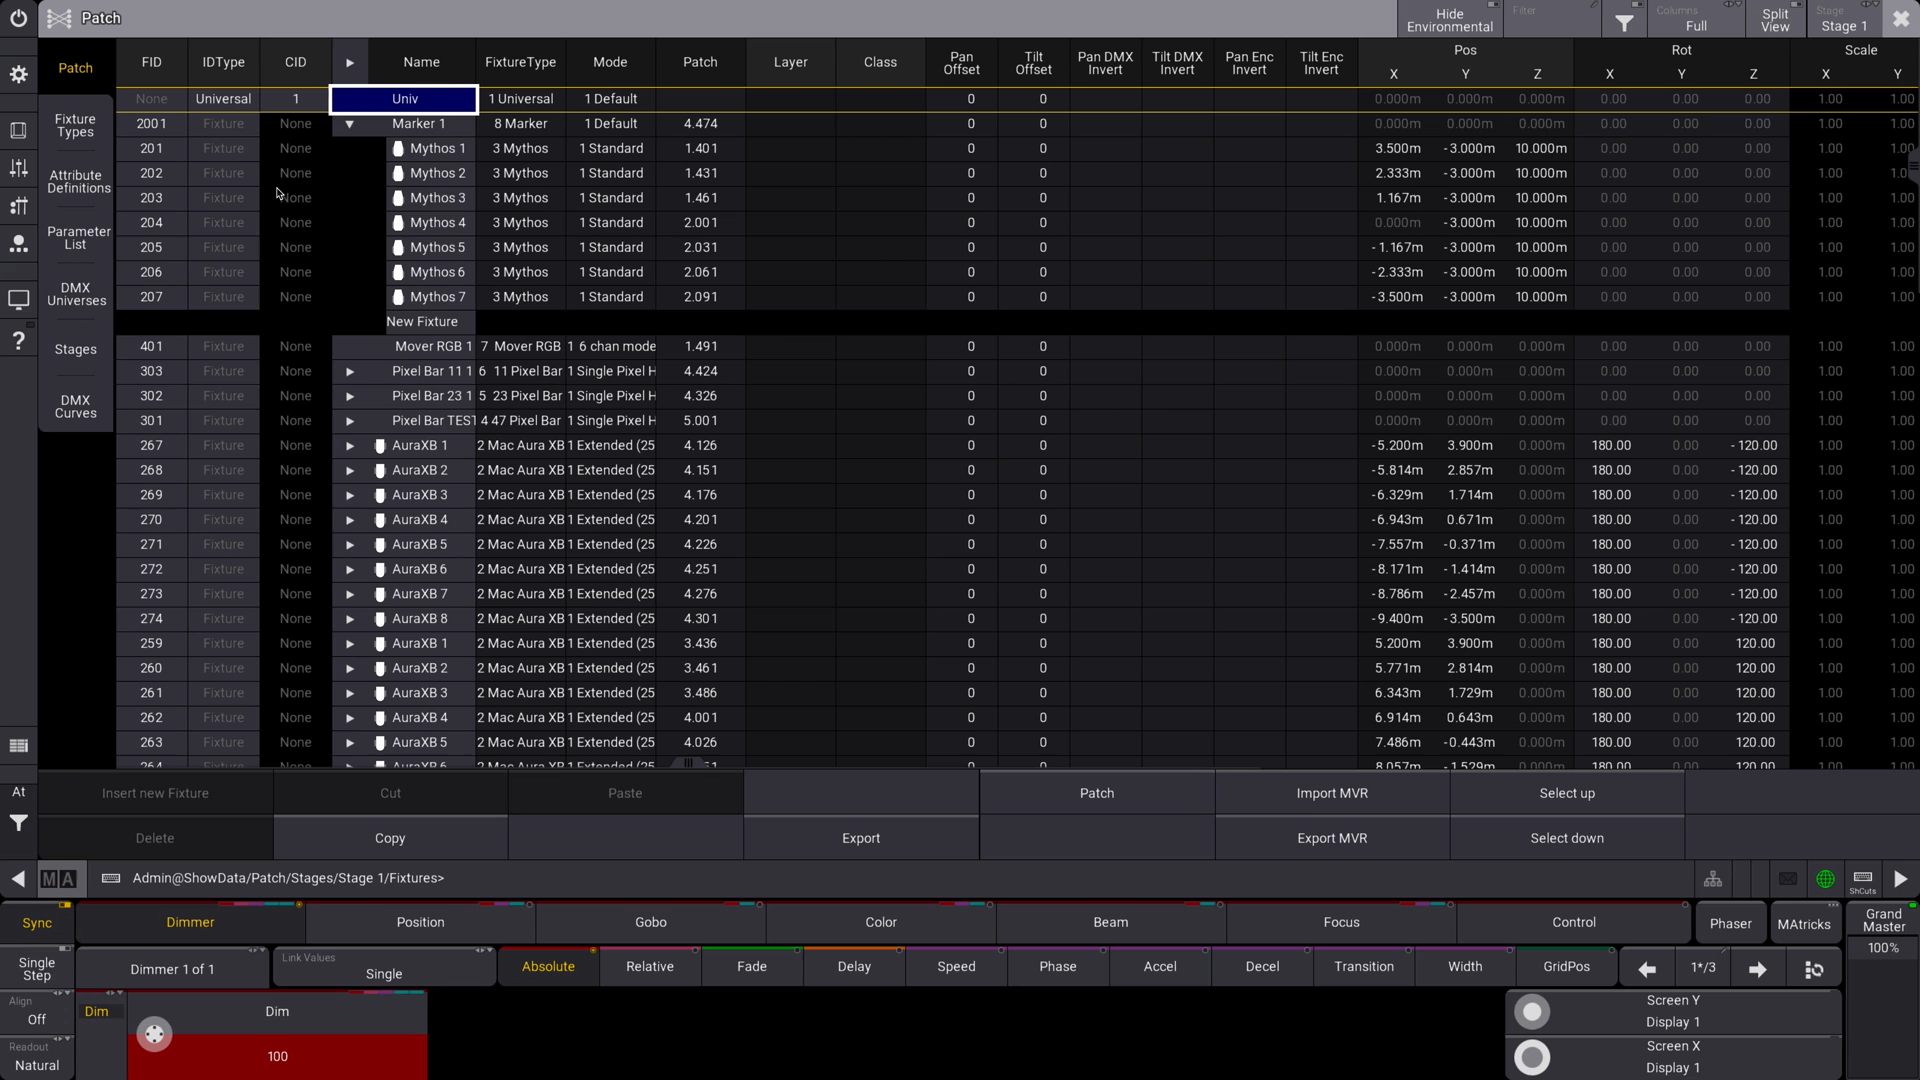 Patch
Hide Environmental
Filter
Columns Full
Split View
Stage Stage 1
Patch
Fixture Types
Attribute Definitions
Parameter List
DMX Universes
Stages
DMX Curves
FID IDType CID Name FixtureType Mode Patch Layer Class Pan Offset Tilt Offset Pan DMX Invert Tilt DMX Invert Pan Enc Invert Tilt Enc Invert Pos X Y Z Rot X Y Z Scale X Y
None Universal 1 Univ 1 Universal 1 Default 0 0 0.000m 0.000m 0.000m 0.00 0.00 0.00 1.00 1.00
2001 Fixture None Marker 1 8 Marker 1 Default 4.474 0 0 0.000m 0.000m 0.000m 0.00 0.00 0.00 1.00 1.00
201 Fixture None Mythos 1 3 Mythos 1 Standard 1.401 0 0 3.500m -3.000m 10.000m 0.00 0.00 0.00 1.00 1.00
202 Fixture None Mythos 2 3 Mythos 1 Standard 1.431 0 0 2.333m -3.000m 10.000m 0.00 0.00 0.00 1.00 1.00
203 Fixture None Mythos 3 3 Mythos 1 Standard 1.461 0 0 1.167m -3.000m 10.000m 0.00 0.00 0.00 1.00 1.00
204 Fixture None Mythos 4 3 Mythos 1 Standard 2.001 0 0 0.000m -3.000m 10.000m 0.00 0.00 0.00 1.00 1.00
205 Fixture None Mythos 5 3 Mythos 1 Standard 2.031 0 0 -1.167m -3.000m 10.000m 0.00 0.00 0.00 1.00 1.00
206 Fixture None Mythos 6 3 Mythos 1 Standard 2.061 0 0 -2.333m -3.000m 10.000m 0.00 0.00 0.00 1.00 1.00
207 Fixture None Mythos 7 3 Mythos 1 Standard 2.091 0 0 -3.500m -3.000m 10.000m 0.00 0.00 0.00 1.00 1.00
New Fixture
401 Fixture None Mover RGB 1 7 Mover RGB 1 6 chan mode 1.491 0 0 0.000m 0.000m 0.000m 0.00 0.00 0.00 1.00 1.00
303 Fixture None Pixel Bar 11 1 6 11 Pixel Bar 1 Single Pixel H 4.424 0 0 0.000m 0.000m 0.000m 0.00 0.00 0.00 1.00 1.00
302 Fixture None Pixel Bar 23 1 5 23 Pixel Bar 1 Single Pixel H 4.326 0 0 0.000m 0.000m 0.000m 0.00 0.00 0.00 1.00 1.00
301 Fixture None Pixel Bar TEST 4 47 Pixel Bar 1 Single Pixel H 5.001 0 0 0.000m 0.000m 0.000m 0.00 0.00 0.00 1.00 1.00
267 Fixture None AuraXB 1 2 Mac Aura XB 1 Extended (25 4.126 0 0 -5.200m 3.900m 0.000m 180.00 0.00 -120.00 1.00 1.00
268 Fixture None AuraXB 2 2 Mac Aura XB 1 Extended (25 4.151 0 0 -5.814m 2.857m 0.000m 180.00 0.00 -120.00 1.00 1.00
269 Fixture None AuraXB 3 2 Mac Aura XB 1 Extended (25 4.176 0 0 -6.329m 1.714m 0.000m 180.00 0.00 -120.00 1.00 1.00
270 Fixture None AuraXB 4 2 Mac Aura XB 1 Extended (25 4.201 0 0 -6.943m 0.671m 0.000m 180.00 0.00 -120.00 1.00 1.00
271 Fixture None AuraXB 5 2 Mac Aura XB 1 Extended (25 4.226 0 0 -7.557m -0.371m 0.000m 180.00 0.00 -120.00 1.00 1.00
272 Fixture None AuraXB 6 2 Mac Aura XB 1 Extended (25 4.251 0 0 -8.171m -1.414m 0.000m 180.00 0.00 -120.00 1.00 1.00
273 Fixture None AuraXB 7 2 Mac Aura XB 1 Extended (25 4.276 0 0 -8.786m -2.457m 0.000m 180.00 0.00 -120.00 1.00 1.00
274 Fixture None AuraXB 8 2 Mac Aura XB 1 Extended (25 4.301 0 0 -9.400m -3.500m 0.000m 180.00 0.00 -120.00 1.00 1.00
259 Fixture None AuraXB 1 2 Mac Aura XB 1 Extended (25 3.436 0 0 5.200m 3.900m 0.000m 180.00 0.00 120.00 1.00 1.00
260 Fixture None AuraXB 2 2 Mac Aura XB 1 Extended (25 3.461 0 0 5.771m 2.814m 0.000m 180.00 0.00 120.00 1.00 1.00
261 Fixture None AuraXB 3 2 Mac Aura XB 1 Extended (25 3.486 0 0 6.343m 1.729m 0.000m 180.00 0.00 120.00 1.00 1.00
262 Fixture None AuraXB 4 2 Mac Aura XB 1 Extended (25 4.001 0 0 6.914m 0.643m 0.000m 180.00 0.00 120.00 1.00 1.00
263 Fixture None AuraXB 5 2 Mac Aura XB 1 Extended (25 4.026 0 0 7.486m -0.443m 0.000m 180.00 0.00 120.00 1.00 1.00
264 Fixture None AuraXB 6 2 Mac Aura XB 1 Extended (25 0 0 8.057m -1.529m 0.000m 180.00 0.00 120.00 1.00 1.00
Insert new Fixture Cut Paste Patch Import MVR Select up
Delete Copy Export Export MVR Select down
At
MA Admin@ShowData/Patch/Stages/Stage 1/Fixtures> ShCuts
Sync Dimmer Position Gobo Color Beam Focus Control Phaser MAtricks Grand Master 100%
Single Step Dimmer 1 of 1 Link Values Single Absolute Relative Fade Delay Speed Phase Accel Decel Transition Width GridPos 1*/3
Align Off
Dim Dim
100
Readout Natural
Screen Y
Display 1
Screen X
Display 1